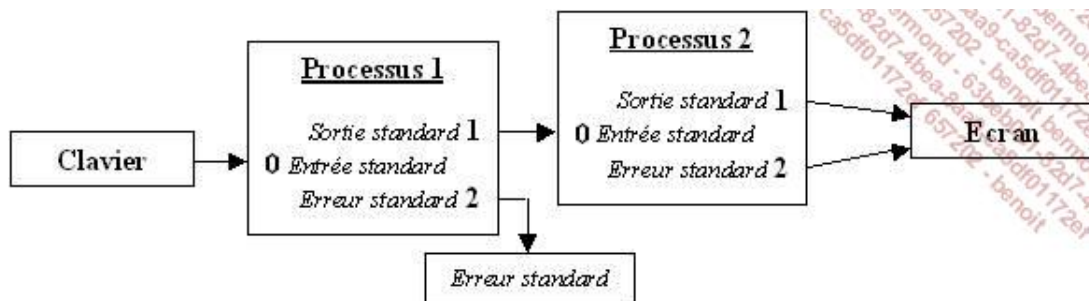 Clavier
Processus 1
Sortie standard 1
0 Entrée standard
Erreur standard 2
Erreur standard
Processus 2
Sortie standard 1
0 Entrée standard
Erreur standard 2
Ecran